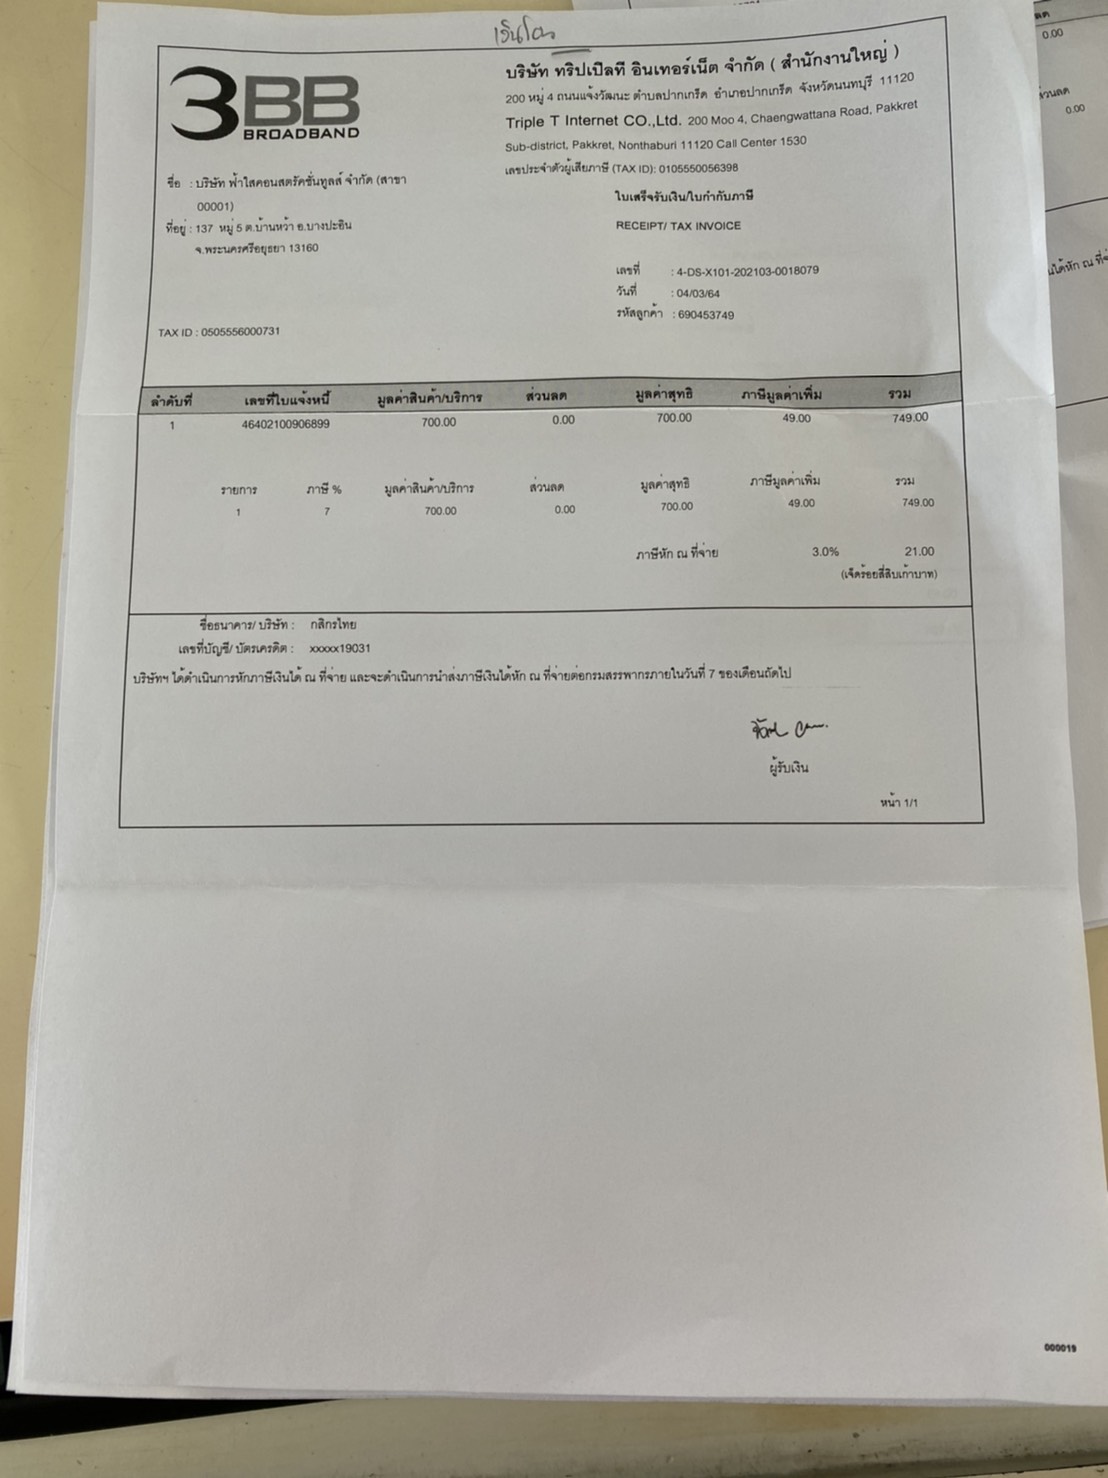 เงินโอน
3BB
BROADBAND
บริษัท ทริปเปิลที อินเทอร์เน็ต จำกัด ( สำนักงานใหญ่ )
200 หมู่ 4 ถนนแจ้งวัฒนะ ตำบลปากเกร็ด อำเภอปากเกร็ด จังหวัดนนทบุรี 11120
Triple T Internet CO.,Ltd. 200 Moo 4, Chaengwattana Road, Pakkret
Sub-district, Pakkret, Nonthaburi 11120 Call Center 1530
เลขประจำตัวผู้เสียภาษี (TAX ID): 0105550056398
ชื่อ : บริษัท ฟ้าใสคอนสตรัคชั่นทูลส์ จำกัด (สาขา
00001)
ที่อยู่ : 137 หมู่ 5 ต.บ้านหว้า อ.บางปะอิน
จ.พระนครศรีอยุธยา 13160
ใบเสร็จรับเงิน/ใบกำกับภาษี
RECEIPT/ TAX INVOICE
เลขที่ : 4-DS-X101-202103-0018079
วันที่ : 04/03/64
รหัสลูกค้า : 690453749
TAX ID : 0505556000731
ลำดับที่ เลขที่ใบแจ้งหนี้ มูลค่าสินค้า/บริการ ส่วนลด มูลค่าสุทธิ ภาษีมูลค่าเพิ่ม รวม
1 46402100906899 700.00 0.00 700.00 49.00 749.00
รายการ ภาษี % มูลค่าสินค้า/บริการ ส่วนลด มูลค่าสุทธิ ภาษีมูลค่าเพิ่ม รวม
1 7 700.00 0.00 700.00 49.00 749.00
ภาษีหัก ณ ที่จ่าย 3.0% 21.00
(เจ็ดร้อยสี่สิบเก้าบาท)
ชื่อธนาคาร/ บริษัท : กสิกรไทย
เลขที่บัญชี/ บัตรเครดิต : xxxxx19031
บริษัทฯ ได้ดำเนินการหักภาษีเงินได้ ณ ที่จ่าย และจะดำเนินการนำส่งภาษีเงินได้หัก ณ ที่จ่ายต่อกรมสรรพากรภายในวันที่ 7 ของเดือนถัดไป
ผู้รับเงิน
หน้า 1/1
000019
0.00
ส่วนลด
0.00